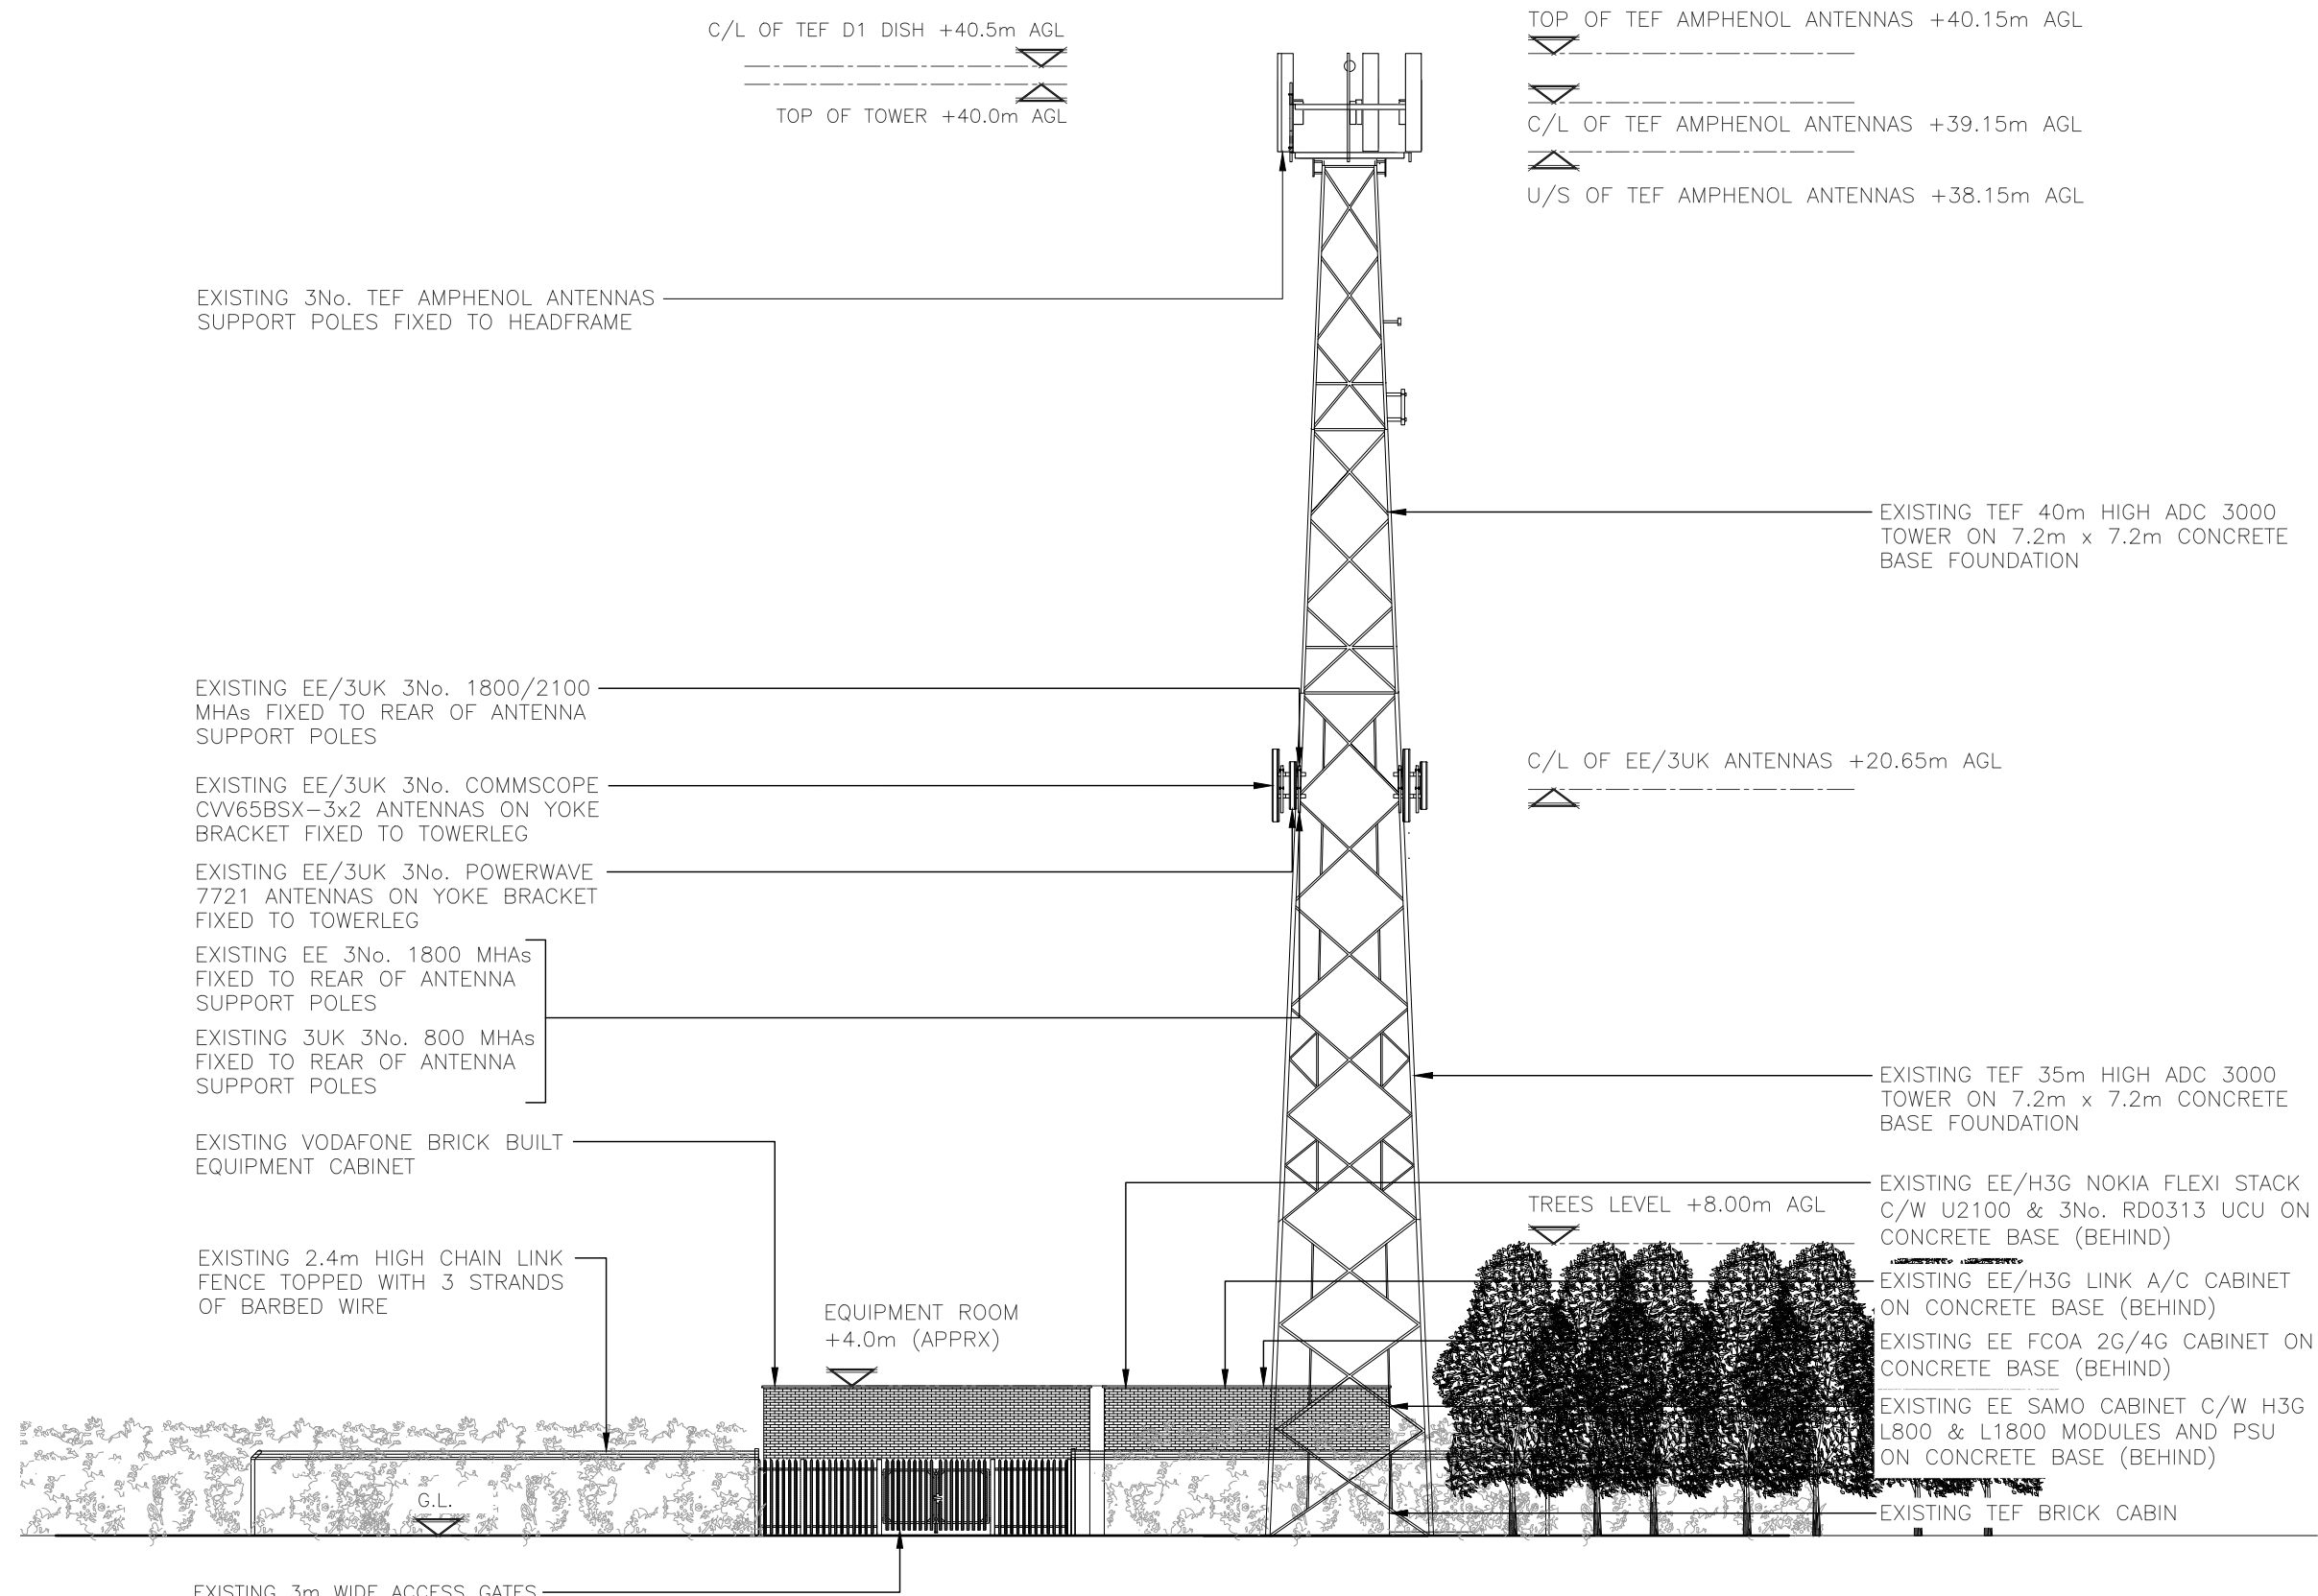 C/L OF TEF D1 DISH +40.5m AGL
TOP OF TOWER +40.0m AGL
TOP OF TEF AMPHENOL ANTENNAS +40.15m AGL
C/L OF TEF AMPHENOL ANTENNAS +39.15m AGL
U/S OF TEF AMPHENOL ANTENNAS +38.15m AGL
EXISTING 3No. TEF AMPHENOL ANTENNAS
SUPPORT POLES FIXED TO HEADFRAME
EXISTING TEF 40m HIGH ADC 3000
TOWER ON 7.2m x 7.2m CONCRETE
BASE FOUNDATION
EXISTING EE/3UK 3No. 1800/2100
MHAs FIXED TO REAR OF ANTENNA
SUPPORT POLES
EXISTING EE/3UK 3No. COMMSCOPE
CVV65BSX-3x2 ANTENNAS ON YOKE
BRACKET FIXED TO TOWERLEG
C/L OF EE/3UK ANTENNAS +20.65m AGL
EXISTING EE/3UK 3No. POWERWAVE
7721 ANTENNAS ON YOKE BRACKET
FIXED TO TOWERLEG
EXISTING EE 3No. 1800 MHAs
FIXED TO REAR OF ANTENNA
SUPPORT POLES
EXISTING 3UK 3No. 800 MHAs
FIXED TO REAR OF ANTENNA
SUPPORT POLES
EXISTING TEF 35m HIGH ADC 3000
TOWER ON 7.2m x 7.2m CONCRETE
BASE FOUNDATION
EXISTING VODAFONE BRICK BUILT
EQUIPMENT CABINET
EXISTING 2.4m HIGH CHAIN LINK
FENCE TOPPED WITH 3 STRANDS
OF BARBED WIRE
EQUIPMENT ROOM
+4.0m (APPRX)
TREES LEVEL +8.00m AGL
EXISTING EE/H3G NOKIA FLEXI STACK
C/W U2100 & 3No. RD0313 UCU ON
CONCRETE BASE (BEHIND)
EXISTING EE/H3G LINK A/C CABINET
ON CONCRETE BASE (BEHIND)
EXISTING EE FCOA 2G/4G CABINET ON
CONCRETE BASE (BEHIND)
EXISTING EE SAMO CABINET C/W H3G
L800 & L1800 MODULES AND PSU
ON CONCRETE BASE (BEHIND)
EXISTING TEF BRICK CABIN
G.L.
EXISTING 3m WIDE ACCESS GATES